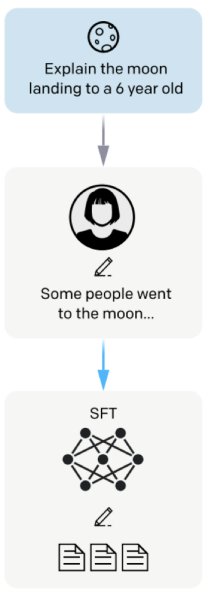 Explain the moon
landing to a 6 year old
Some people went
to the moon...
SFT